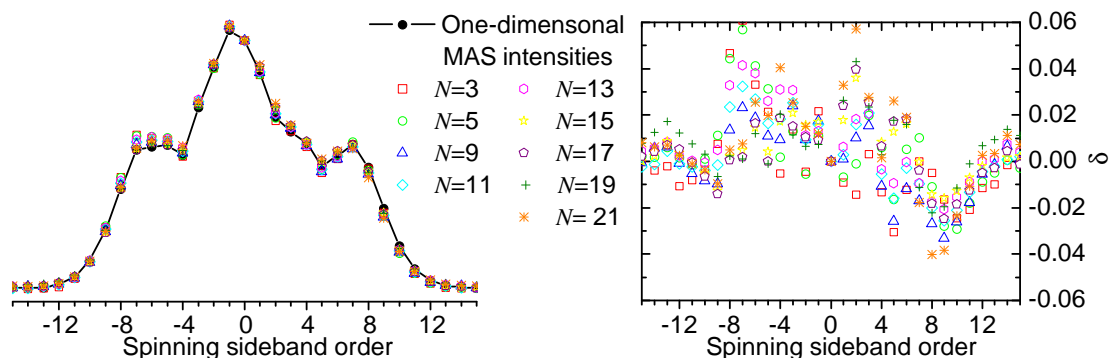 One-dimensonal
MAS intensities
N=3
N=5
N=9
N=11
N=13
N=15
N=17
N=19
N= 21
-12 -8 -4 0 4 8 12
Spinning sideband order
0.06
0.04
0.02
0.00
-0.02
-0.04
-0.06
δ
-12 -8 -4 0 4 8 12
Spinning sideband order